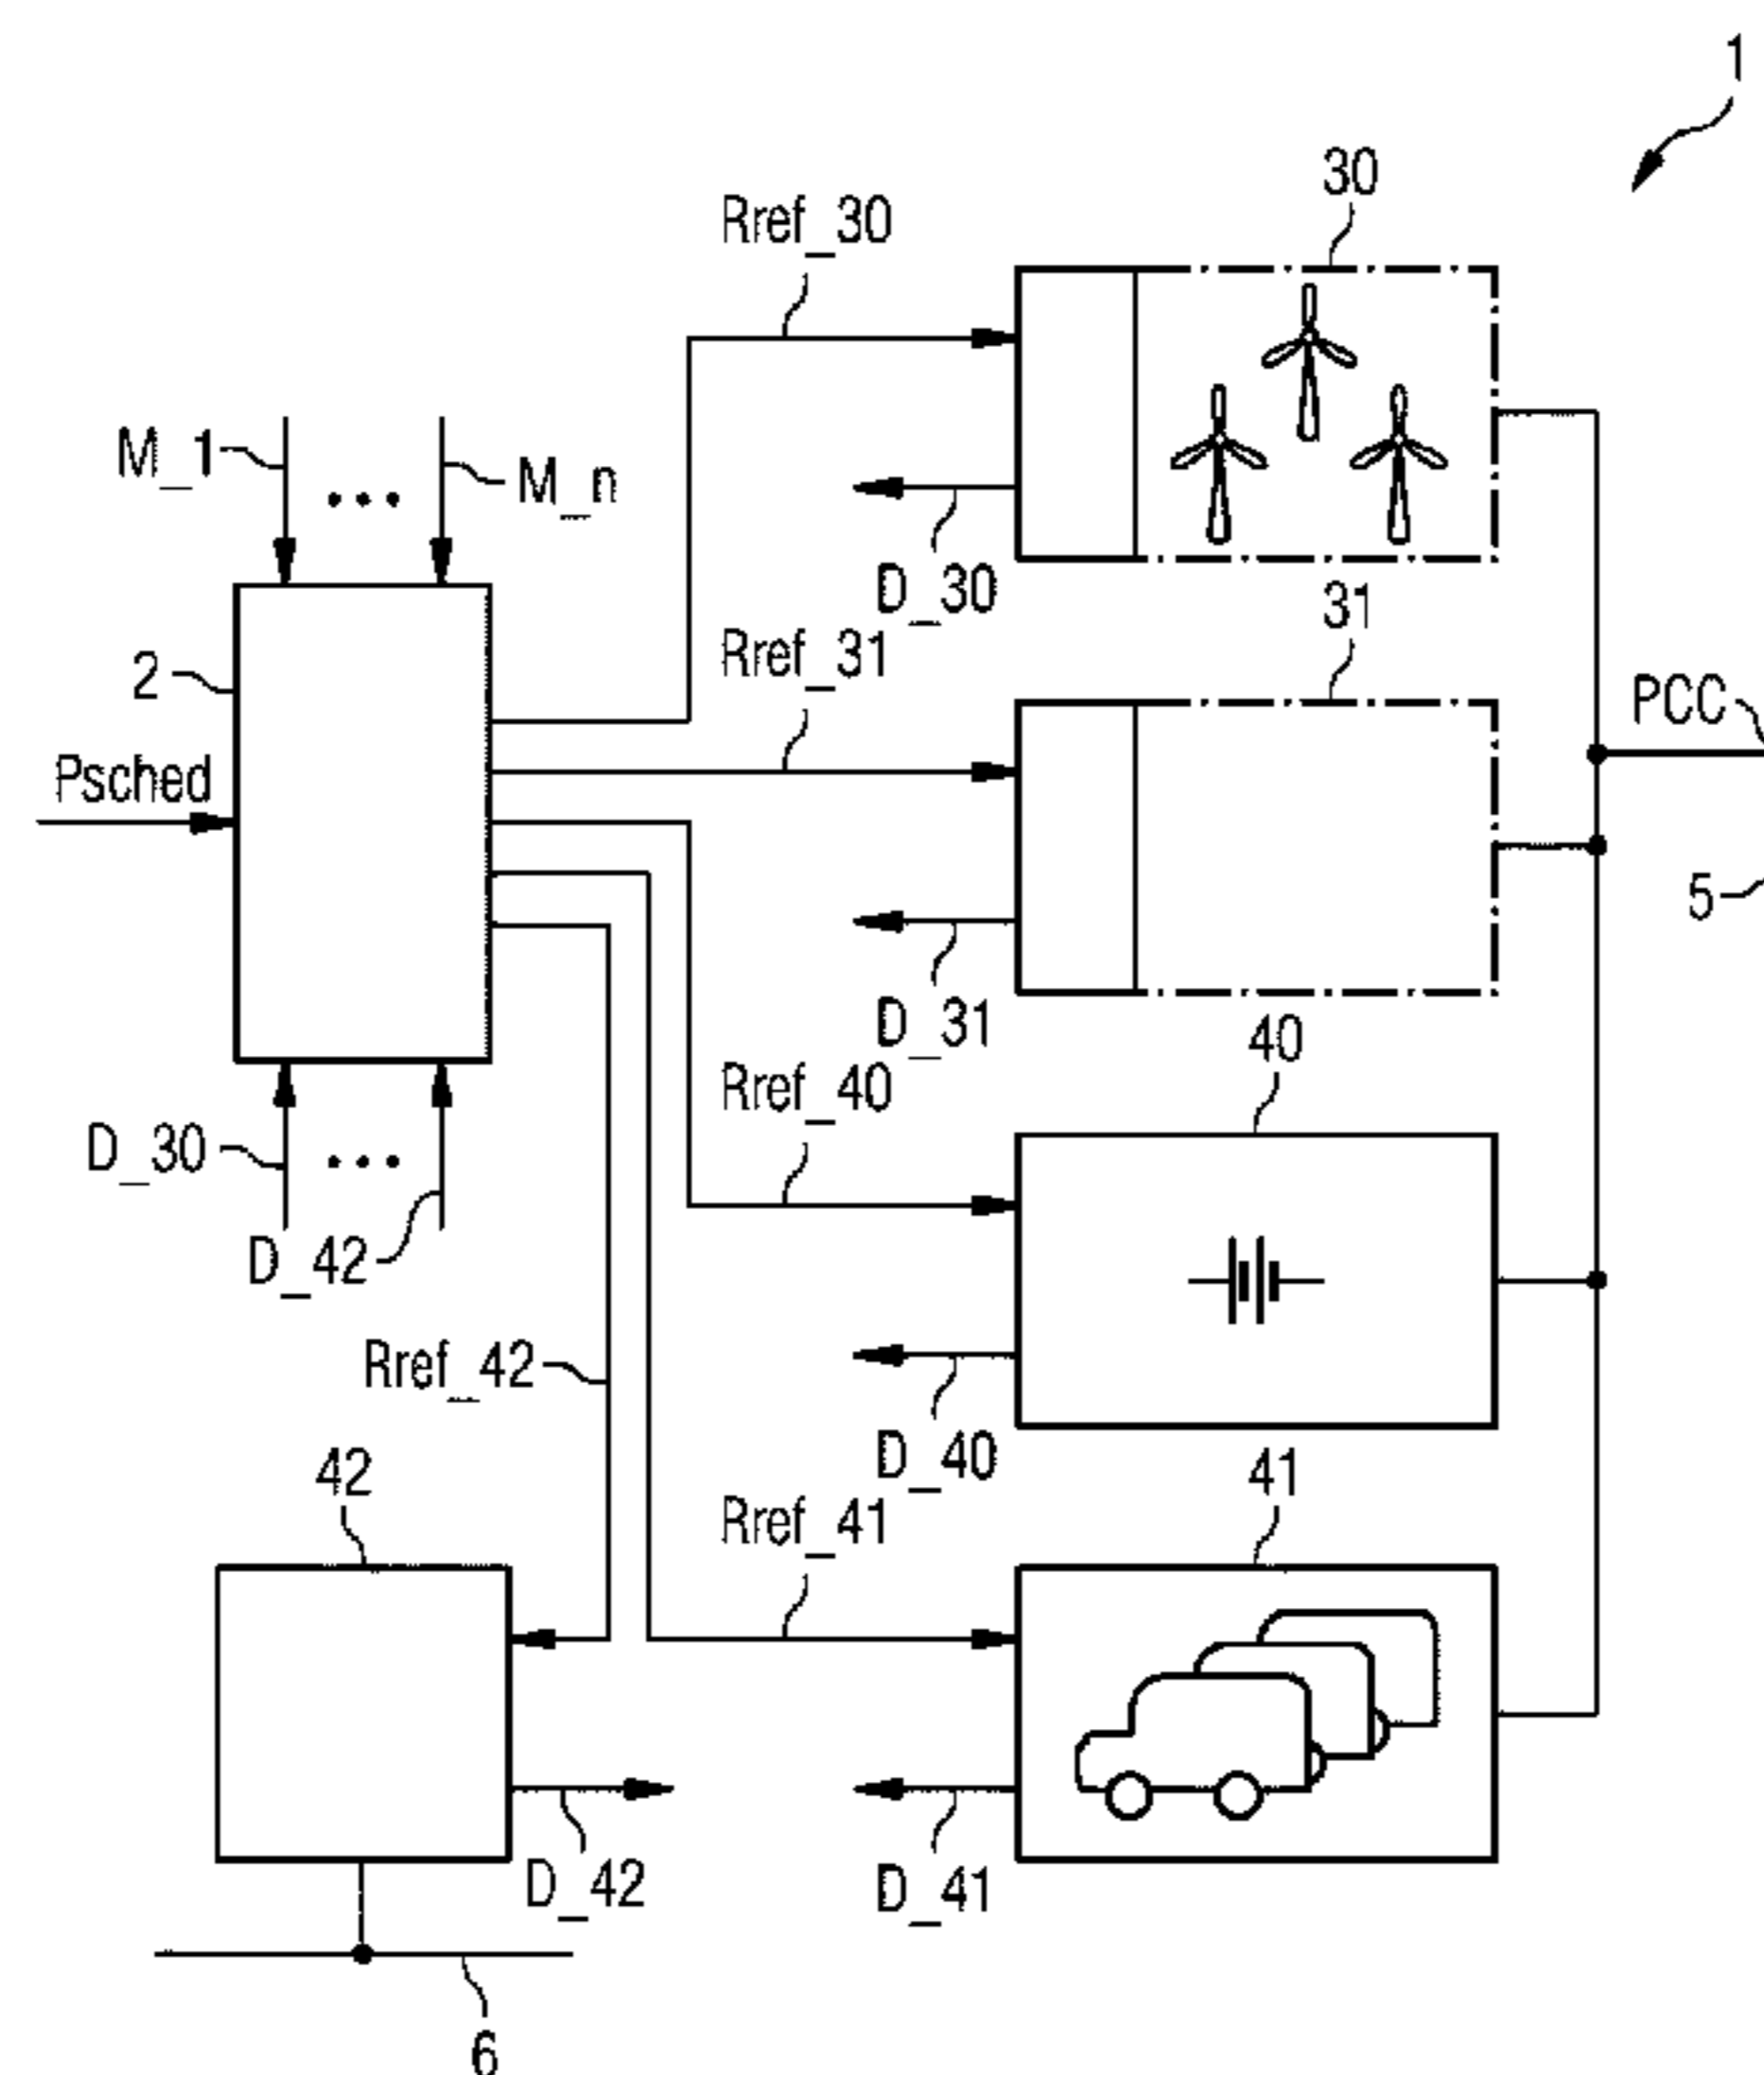 1
30
Rref_30
M_1
M_n
D_30
31
Rref_31
2
PCC
Psched
5
D_31
40
Rref_40
D_30
D_42
Rref_42
D_40
42
41
Rref_41
D_42
D_41
6